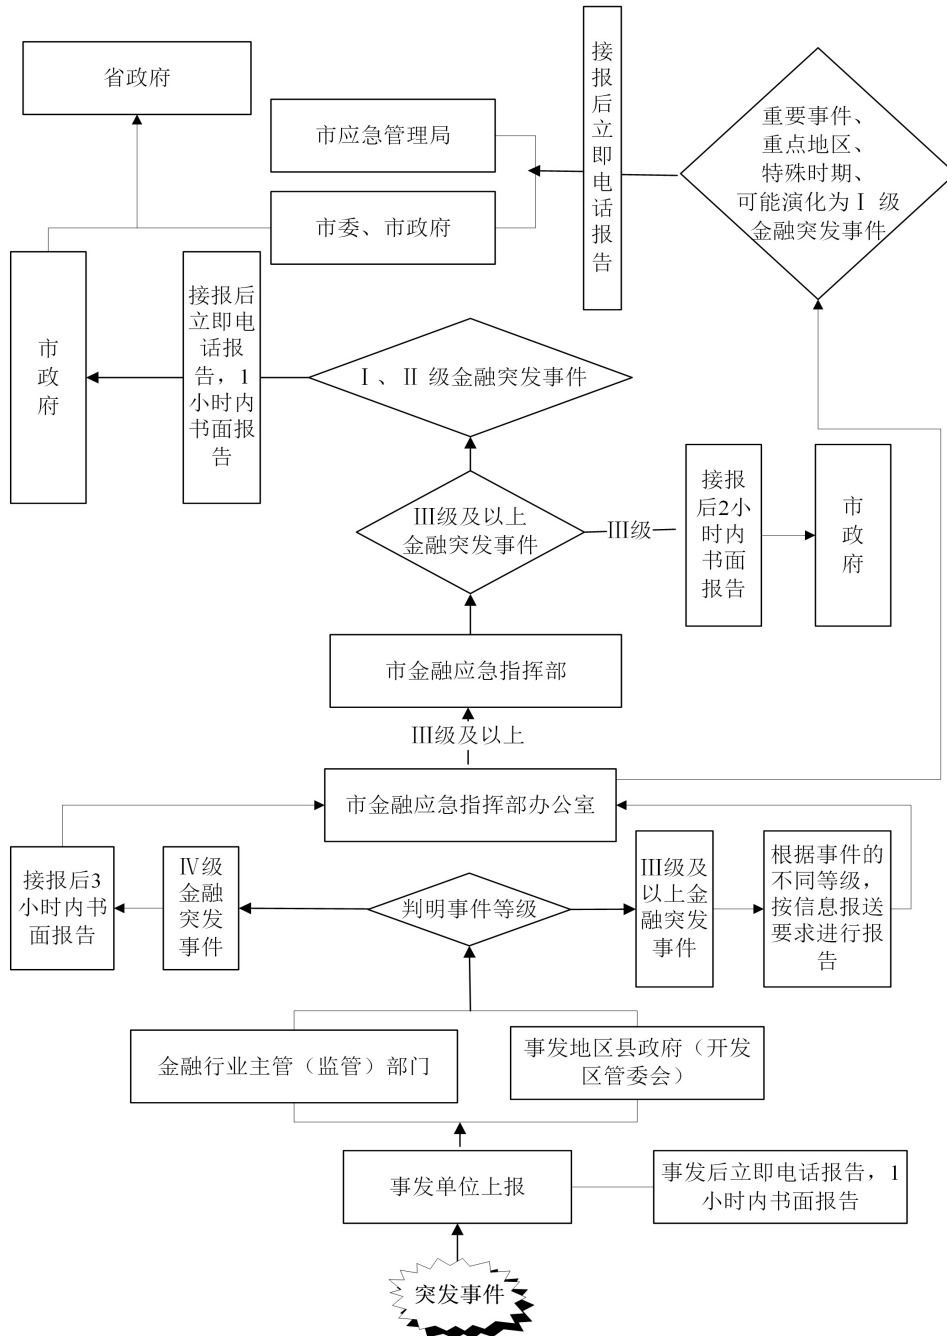 省政府
市应急管理局
市委、市政府
接
报
后
立
即
电
话
报
告
重要事件、
重点地区、
特殊时期、
可能演化为Ⅰ 级
金融突发事件
市
政
府
接报后
立即电
话报
告，1
小时内
书面报
告
Ⅰ 、Ⅱ 级金融突发事件
Ⅲ级及以上
金融突发事件
Ⅲ级
接报
后2小
时内
书面
报告
市
政
府
市金融应急指挥部
Ⅲ级及以上
市金融应急指挥部办公室
接报后3
小时内书
面报告
Ⅳ级
金融
突发
事件
判明事件等级
Ⅲ级及
以上金
融突发
事件
根据事件的
不同等级，
按信息报送
要求进行报
告
金融行业主管（监管）部门
事发地区县政府（开发
区管委会）
事发单位上报
事发后立即电话报告，1
小时内书面报告
突发事件